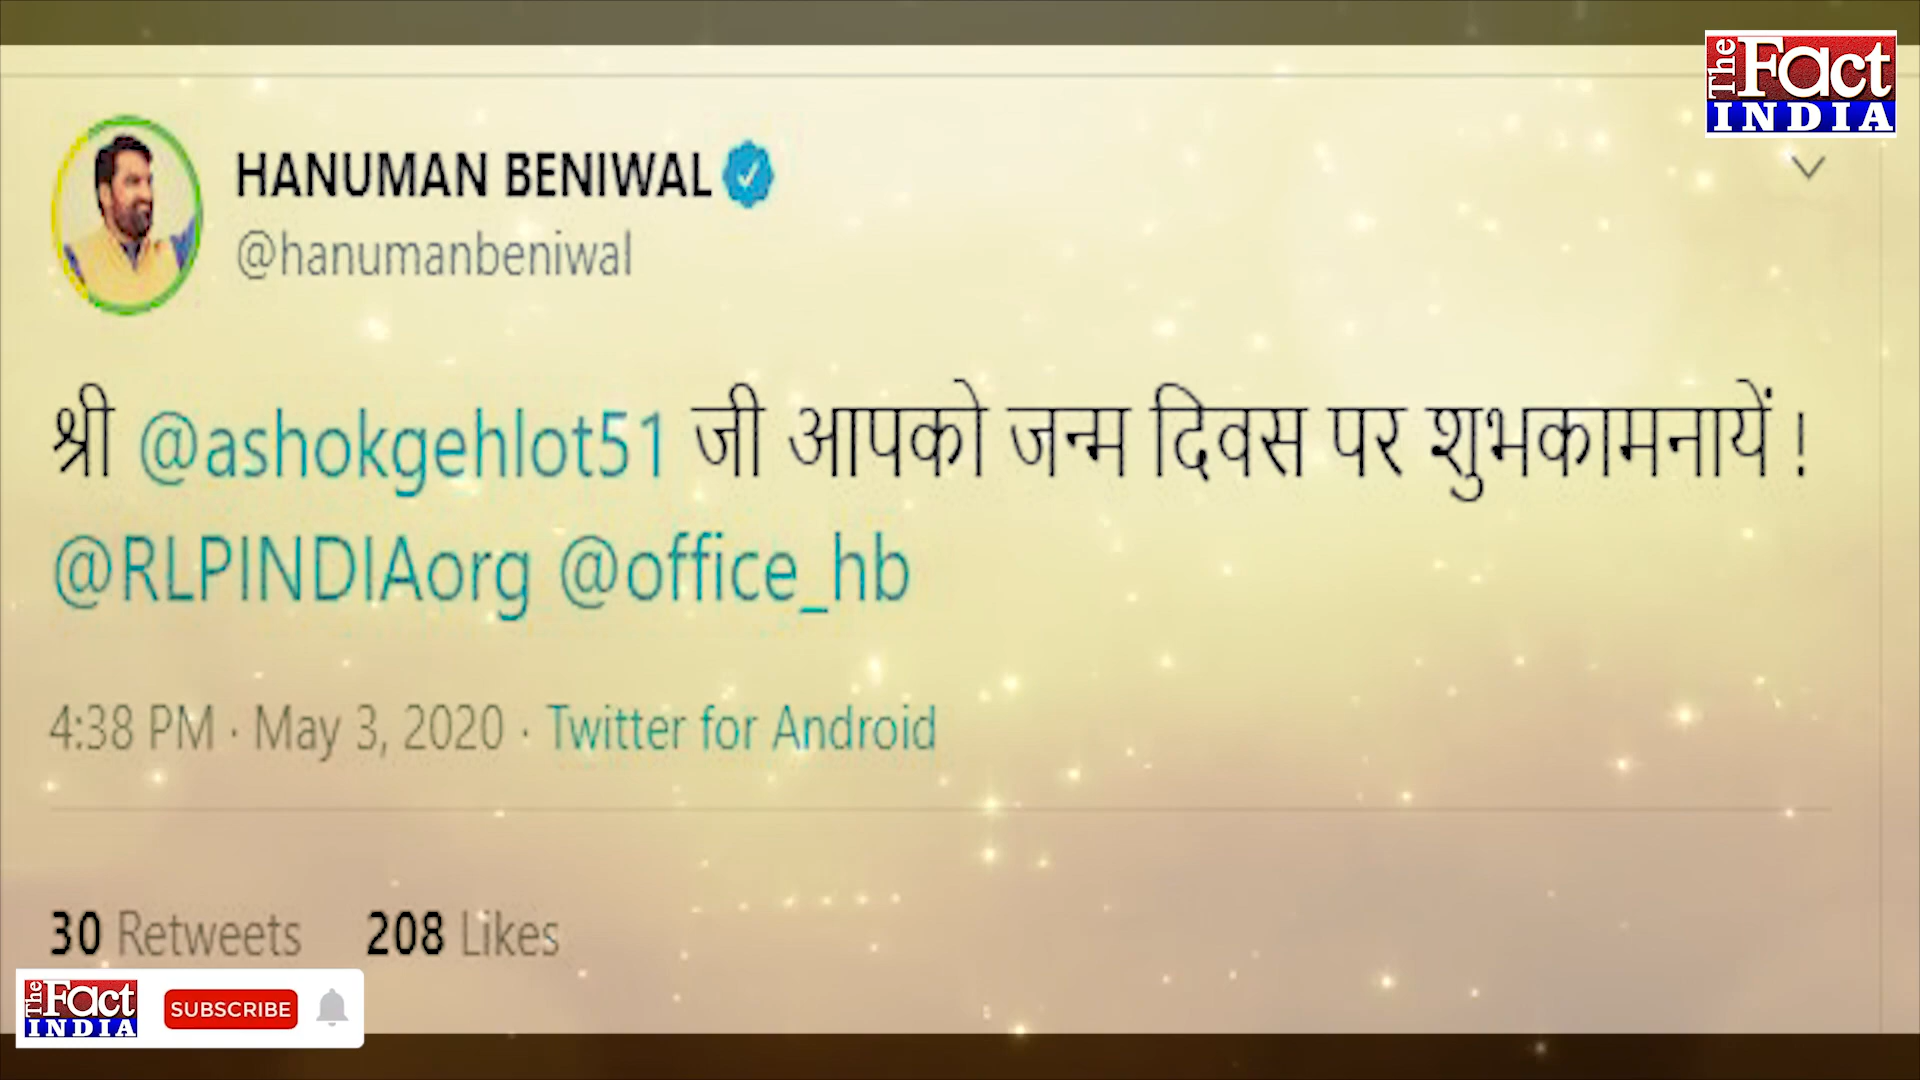 The Fact
INDIA
HANUMAN BENIWAL
@hanumanbeniwal
श्री @ashokgehlot51 जी आपको जन्म दिवस पर शुभकामनायें !
@RLPINDIAorg @office_hb
4:38 PM · May 3, 2020 · Twitter for Android
30 Retweets 208 Likes
The Fact
INDIA
SUBSCRIBE